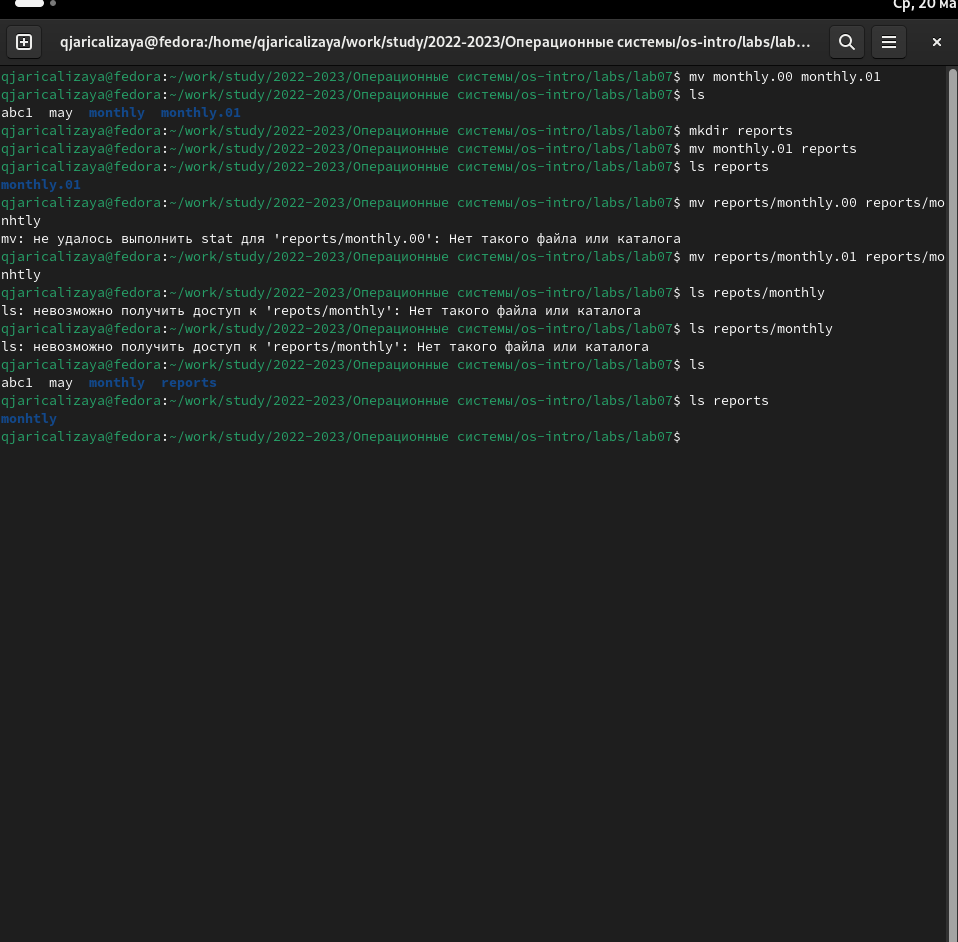 Ср, 20 ма
qjaricalizaya@fedora:/home/qjaricalizaya/work/study/2022-2023/Операционные системы/os-intro/labs/lab...
qjaricalizaya@fedora:~/work/study/2022-2023/Операционные системы/os-intro/labs/lab07$ mv monthly.00 monthly.01
qjaricalizaya@fedora:~/work/study/2022-2023/Операционные системы/os-intro/labs/lab07$ ls
abc1  may  monthly  monthly.01
qjaricalizaya@fedora:~/work/study/2022-2023/Операционные системы/os-intro/labs/lab07$ mkdir reports
qjaricalizaya@fedora:~/work/study/2022-2023/Операционные системы/os-intro/labs/lab07$ mv monthly.01 reports
qjaricalizaya@fedora:~/work/study/2022-2023/Операционные системы/os-intro/labs/lab07$ ls reports
monthly.01
qjaricalizaya@fedora:~/work/study/2022-2023/Операционные системы/os-intro/labs/lab07$ mv reports/monthly.00 reports/mo
nhtly
mv: не удалось выполнить stat для 'reports/monthly.00': Нет такого файла или каталога
qjaricalizaya@fedora:~/work/study/2022-2023/Операционные системы/os-intro/labs/lab07$ mv reports/monthly.01 reports/mo
nhtly
qjaricalizaya@fedora:~/work/study/2022-2023/Операционные системы/os-intro/labs/lab07$ ls repots/monthly
ls: невозможно получить доступ к 'repots/monthly': Нет такого файла или каталога
qjaricalizaya@fedora:~/work/study/2022-2023/Операционные системы/os-intro/labs/lab07$ ls reports/monthly
ls: невозможно получить доступ к 'reports/monthly': Нет такого файла или каталога
qjaricalizaya@fedora:~/work/study/2022-2023/Операционные системы/os-intro/labs/lab07$ ls
abc1  may  monthly  reports
qjaricalizaya@fedora:~/work/study/2022-2023/Операционные системы/os-intro/labs/lab07$ ls reports
monhtly
qjaricalizaya@fedora:~/work/study/2022-2023/Операционные системы/os-intro/labs/lab07$